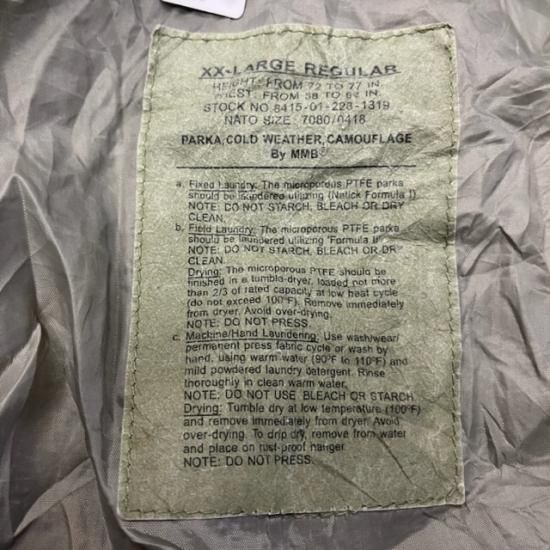 XX-LARGE REGULAR
HEIGHT: FROM 72 TO 77 IN.
CHEST: FROM 58 TO 64 IN.
STOCK NO. 8415-01-228-1319
NATO SIZE 7080/0418
PARKA, COLD WEATHER, CAMOUFLAGE
By MMB
a. Fixed Laundry: The microporous PTFE parka
should be laundered utilizing (Natick Formula I)
NOTE: DO NOT STARCH, BLEACH OR DRY
CLEAN.
b. Field Laundry: The microporous PTFE parka
should be laundered utilizing "Formula II"
NOTE: DO NOT STARCH, BLEACH OR DRY
CLEAN.
Drying: The microporous PTFE should be
finished in a tumble-dryer, loaded not more
than 2/3 of rated capacity at low heat cycle
(do not exceed 100°F). Remove immediately
from dryer. Avoid over-drying.
NOTE: DO NOT PRESS.
c. Machine/Hand Laundering: Use wash/wear/
permanent press fabric cycle or wash by
hand, using warm water (90°F to 110°F) and
mild powdered laundry detergent. Rinse
thoroughly in clean warm water.
NOTE: DO NOT USE BLEACH OR STARCH.
Drying: Tumble dry at low temperature (100°F)
and remove immediately from dryer. Avoid
over-drying. To drip dry, remove from water
and place on rust-proof hanger.
NOTE: DO NOT PRESS.